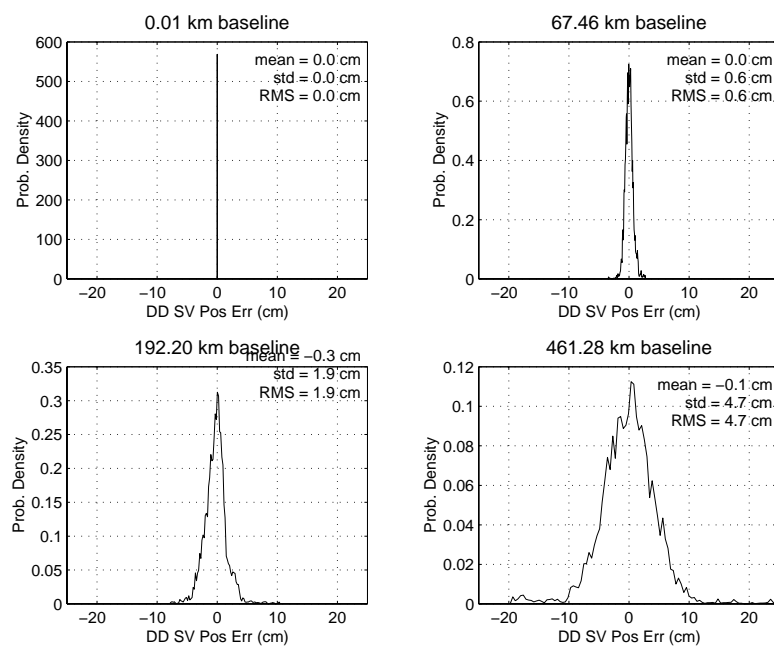 0.01 km baseline
mean = 0.0 cm
std = 0.0 cm
RMS = 0.0 cm
600
500
400
300
200
100
0
Prob. Density
−20 −10 0 10 20
DD SV Pos Err (cm)
67.46 km baseline
mean = 0.0 cm
std = 0.6 cm
RMS = 0.6 cm
0.8
0.6
0.4
0.2
0
Prob. Density
−20 −10 0 10 20
DD SV Pos Err (cm)
192.20 km baseline
mean = −0.3 cm
std = 1.9 cm
RMS = 1.9 cm
0.35
0.3
0.25
0.2
0.15
0.1
0.05
0
Prob. Density
−20 −10 0 10 20
DD SV Pos Err (cm)
461.28 km baseline
mean = −0.1 cm
std = 4.7 cm
RMS = 4.7 cm
0.12
0.1
0.08
0.06
0.04
0.02
0
Prob. Density
−20 −10 0 10 20
DD SV Pos Err (cm)